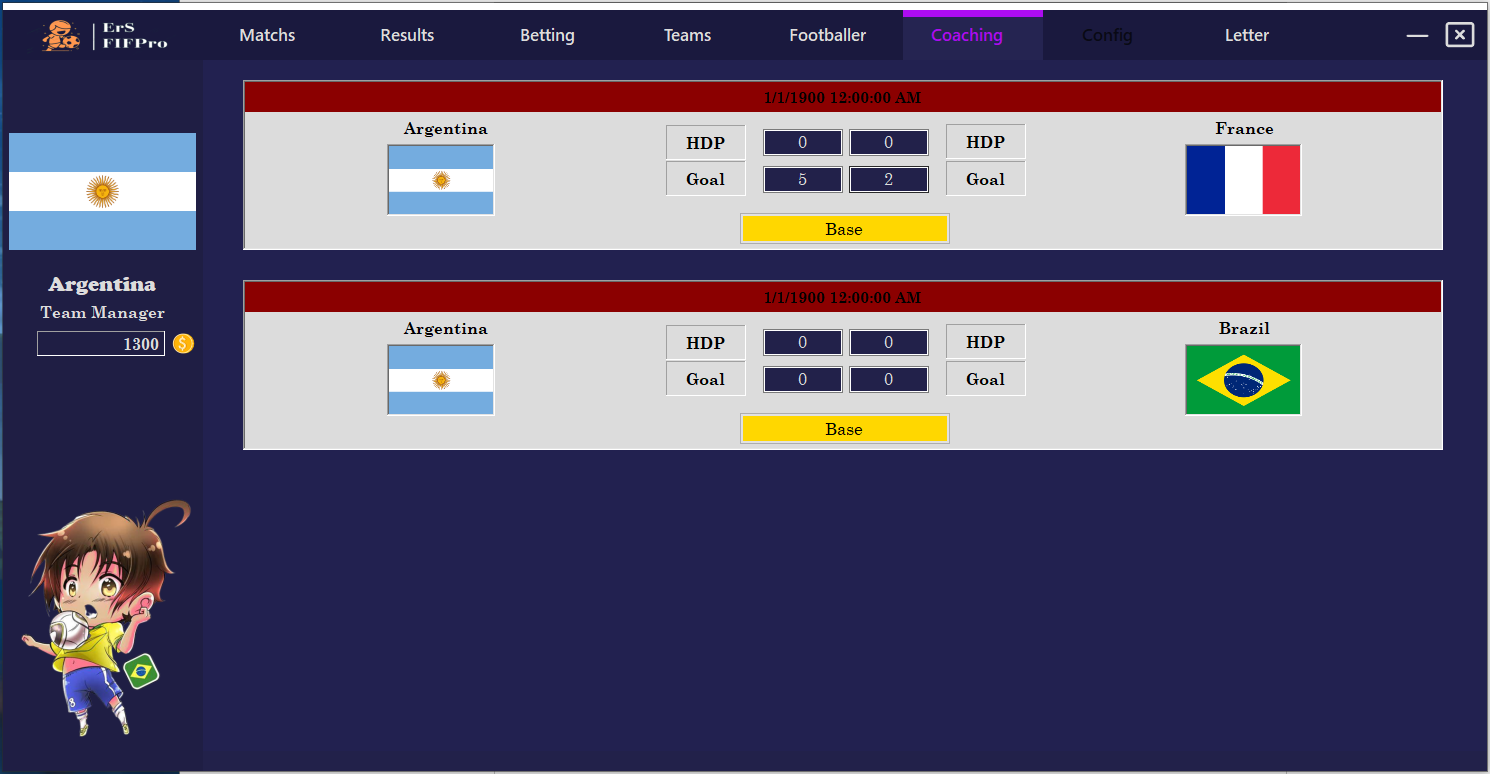 ErS
FIFPro
Matchs
Results
Betting
Teams
Footballer
Coaching
Config
Letter
Argentina
Team Manager
1300
$
1/1/1900 12:00:00 AM
Argentina
HDP
0
0
HDP
France
Goal
5
2
Goal
Base
1/1/1900 12:00:00 AM
Argentina
HDP
0
0
HDP
Brazil
Goal
0
0
Goal
Base
8